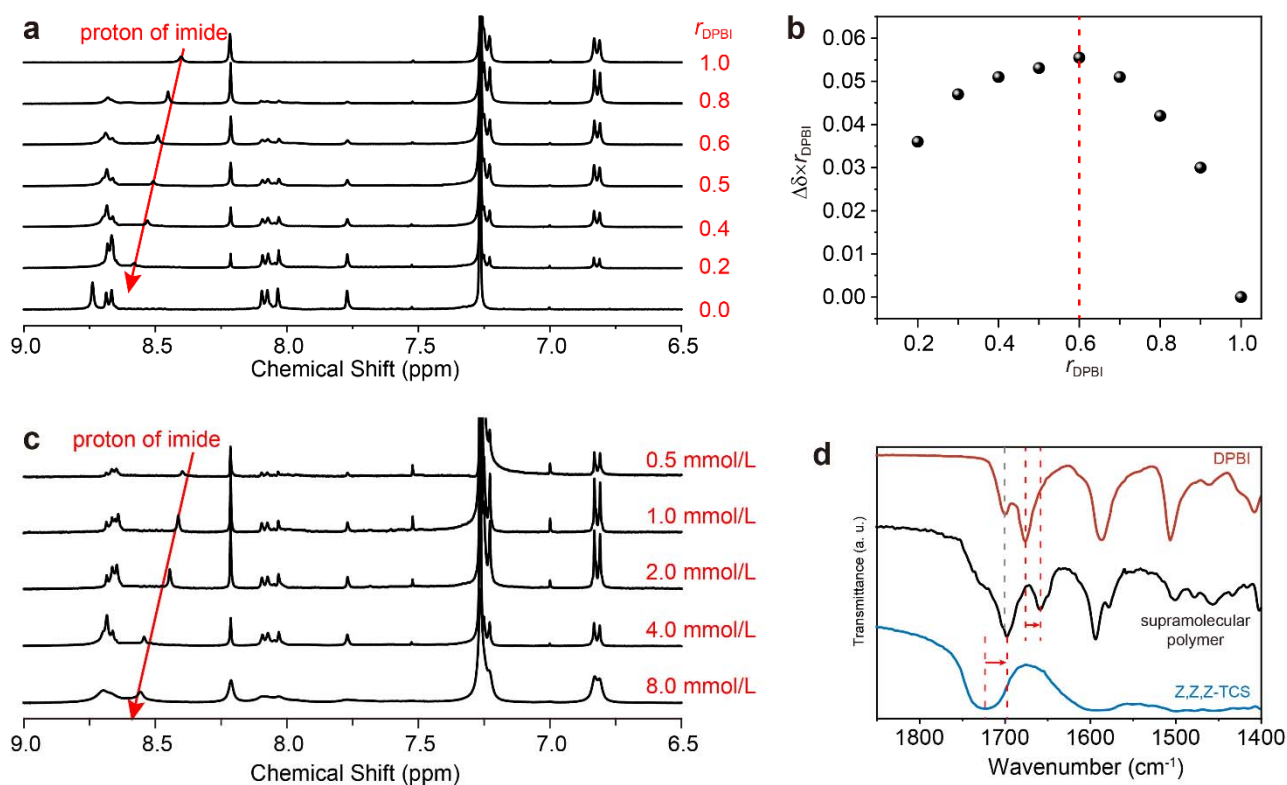 a
proton of imide
r_DPBI
1.0
0.8
0.6
0.5
0.4
0.2
0.0
9.0 8.5 8.0 7.5 7.0 6.5
Chemical Shift (ppm)
b
Δδ×r_DPBI
0.06
0.05
0.04
0.03
0.02
0.01
0.00
0.2 0.4 0.6 0.8 1.0
r_DPBI
c
proton of imide
0.5 mmol/L
1.0 mmol/L
2.0 mmol/L
4.0 mmol/L
8.0 mmol/L
9.0 8.5 8.0 7.5 7.0 6.5
Chemical Shift (ppm)
d
Transmittance (a. u.)
DPBI
supramolecular
polymer
Z,Z,Z-TCS
1800 1700 1600 1500 1400
Wavenumber (cm⁻¹)